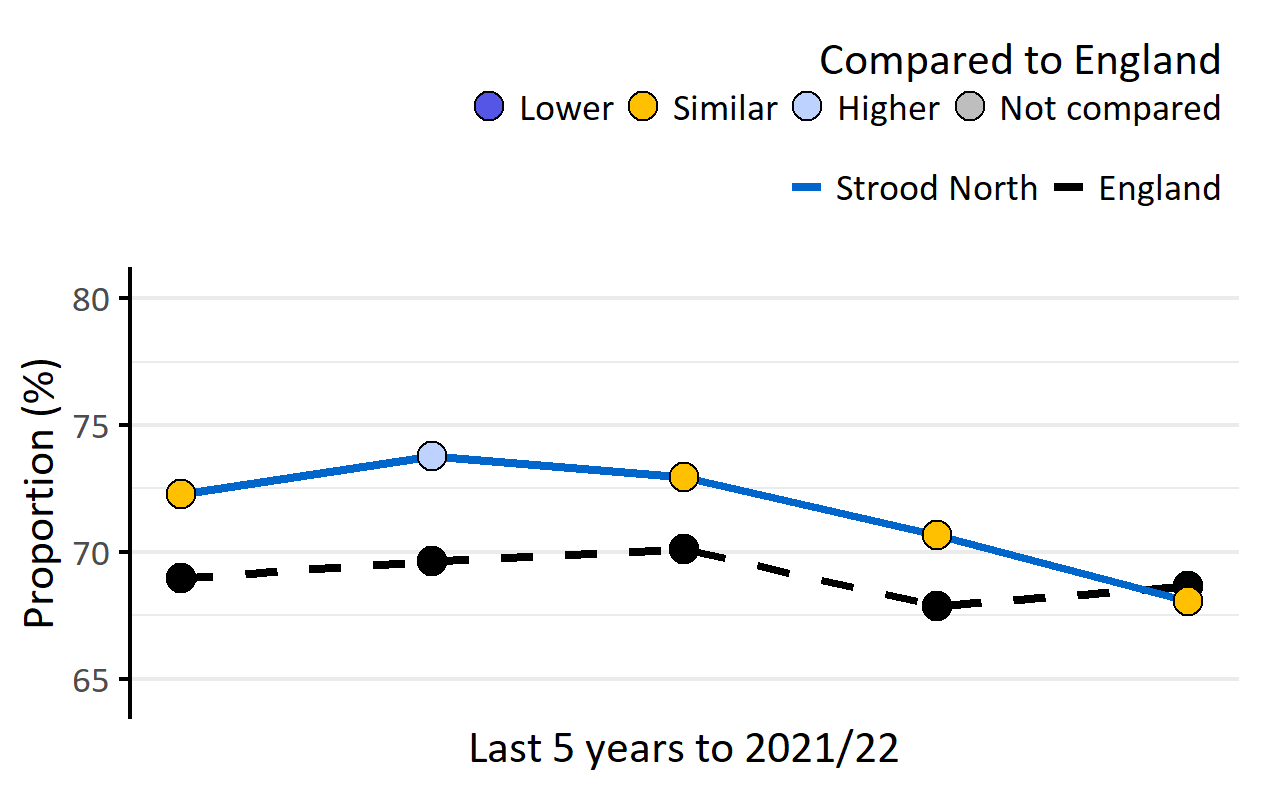 Compared to England
Lower Similar Higher Not compared
Strood North England
80
75
70
65
Proportion (%)
Last 5 years to 2021/22